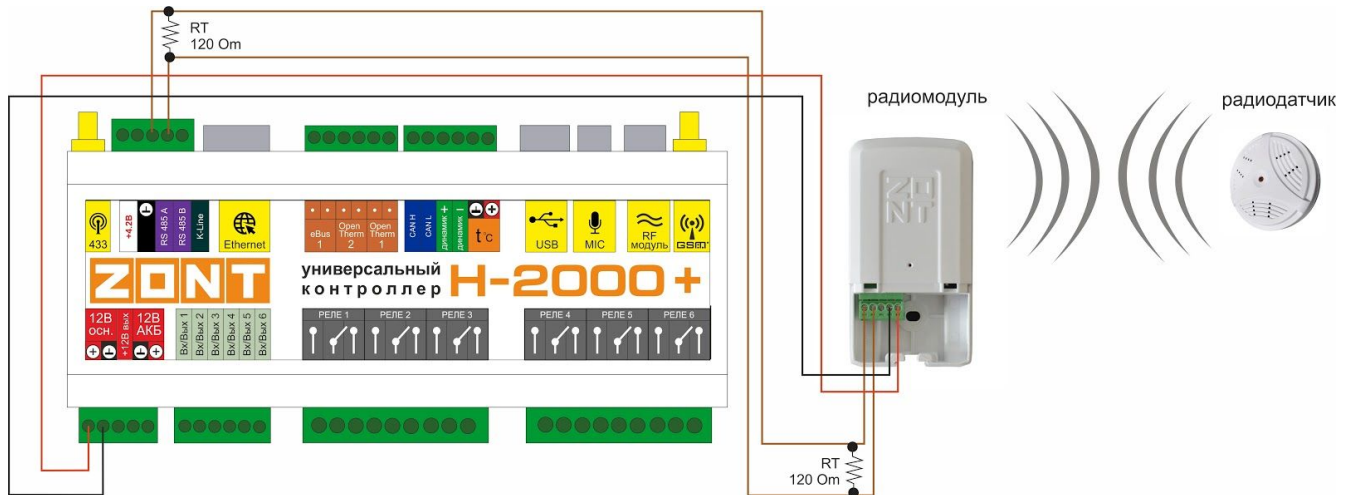 RT
120 Om
радиомодуль
радиодатчик
433
+4.2В
RS 485 A
RS 485 B
K-Line
Ethernet
eBus
1
Open
Therm
2
Open
Therm
1
CAN H
CAN L
динамик +
динамик –
t°c
USB
MIC
RF
модуль
GSM
ZONT
универсальный
контроллер
H-2000+
12В
осн.
+12В вых
12В
АКБ
Вх/Вых 1
Вх/Вых 2
Вх/Вых 3
Вх/Вых 4
Вх/Вых 5
Вх/Вых 6
РЕЛЕ 1
РЕЛЕ 2
РЕЛЕ 3
РЕЛЕ 4
РЕЛЕ 5
РЕЛЕ 6
ZONT
RT
120 Om